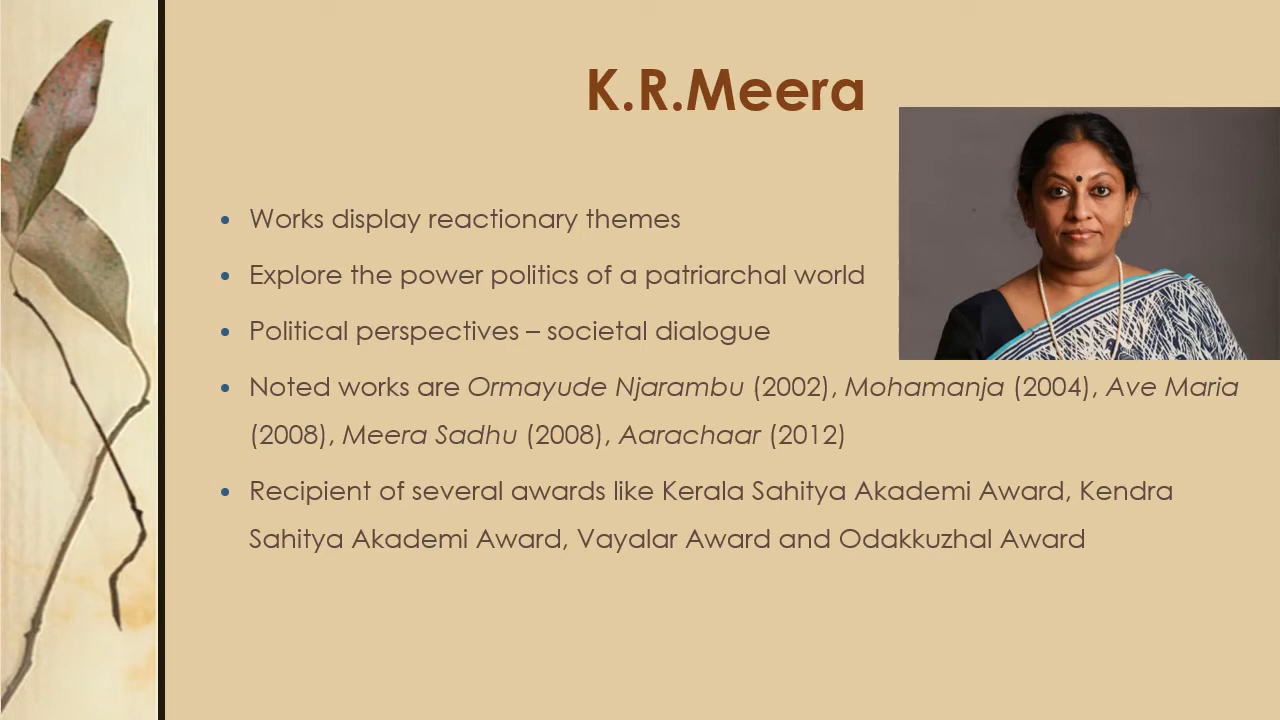 K.R.Meera
• Works display reactionary themes
• Explore the power politics of a patriarchal world
• Political perspectives – societal dialogue
• Noted works are Ormayude Njarambu (2002), Mohamanja (2004), Ave Maria
(2008), Meera Sadhu (2008), Aarachaar (2012)
• Recipient of several awards like Kerala Sahitya Akademi Award, Kendra
Sahitya Akademi Award, Vayalar Award and Odakkuzhal Award